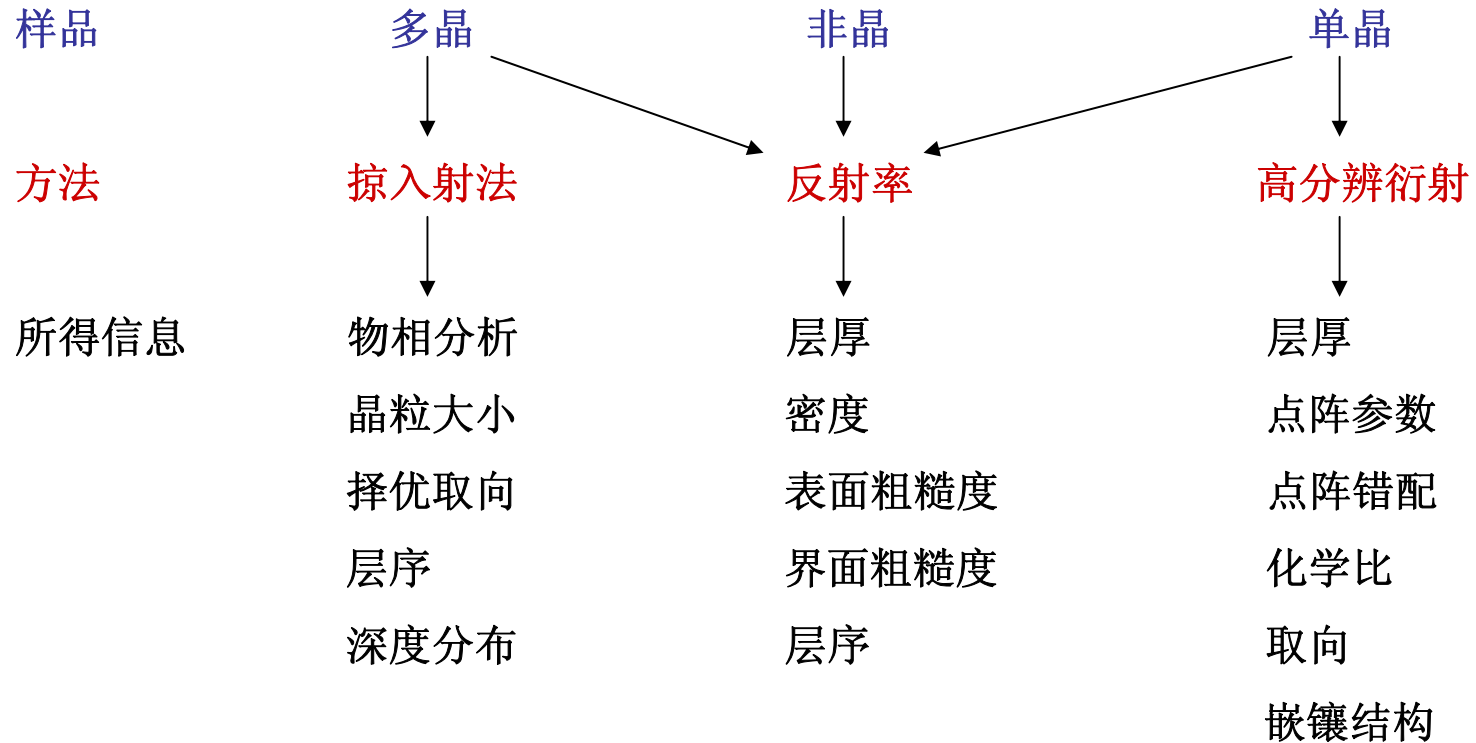 样品 多晶 非晶 单晶
方法 掠入射法 反射率 高分辨衍射
所得信息 物相分析 层厚 层厚
晶粒大小 密度 点阵参数
择优取向 表面粗糙度 点阵错配
层序 界面粗糙度 化学比
深度分布 层序 取向
嵌镶结构